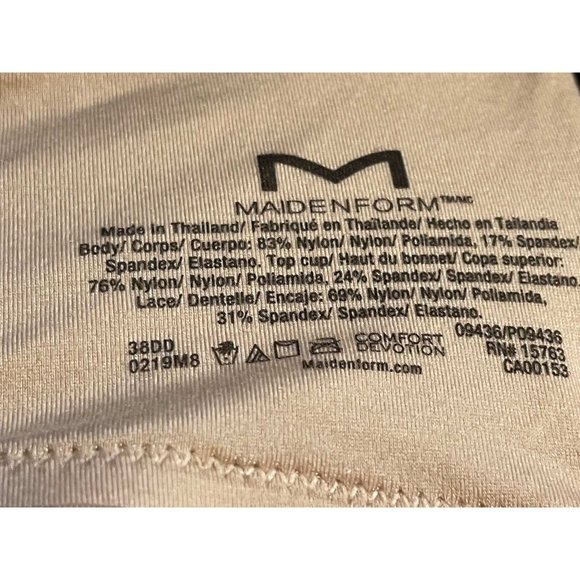 MAIDENFORM™/MC
Made in Thailand/ Fabriqué en Thaïlande/ Hecho en Tailandia
Body/ Corps/ Cuerpo: 83% Nylon/ Nylon/ Poliamida, 17% Spandex/
Spandex/ Elastano. Top cup/ Haut du bonnet/ Copa superior:
76% Nylon/ Nylon/ Poliamida, 24% Spandex/ Spandex/ Elastano.
Lace/ Dentelle/ Encaje: 69% Nylon/ Nylon/ Poliamida,
31% Spandex/ Spandex/ Elastano.
38DD
0219M8
COMFORT
DEVOTION
Maidenform.com
09436/P09436
RN# 15763
CA00153